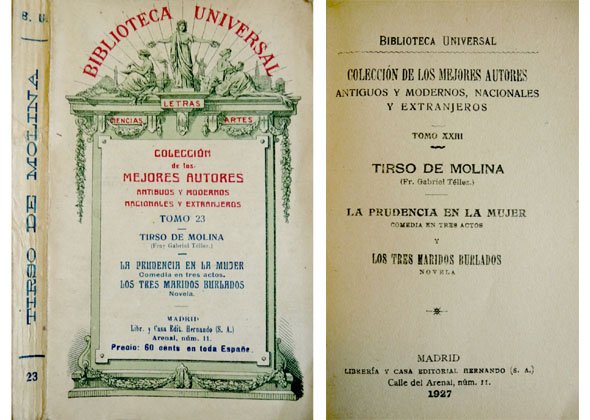 B. U.
TIRSO DE MOLINA
23
BIBLIOTECA UNIVERSAL
LETRAS
CIENCIAS
ARTES
COLECCIÓN
de los
MEJORES AUTORES
ANTIGUOS Y MODERNOS
NACIONALES Y EXTRANJEROS
TOMO 23
TIRSO DE MOLINA
(Fray Gabriel Téllez.)
LA PRUDENCIA EN LA MUJER
Comedia en tres actos.
LOS TRES MARIDOS BURLADOS
Novela.
MADRID
Libr. y Casa Edit. Hernando (S. A.)
Arenal, núm. 11.
Precio: 60 cents en toda España.
BIBLIOTECA UNIVERSAL
COLECCIÓN DE LOS MEJORES AUTORES
ANTIGUOS Y MODERNOS, NACIONALES
Y EXTRANJEROS
TOMO XXIII
TIRSO DE MOLINA
(Fr. Gabriel Téllez.)
LA PRUDENCIA EN LA MUJER
COMEDIA EN TRES ACTOS
Y
LOS TRES MARIDOS BURLADOS
NOVELA
MADRID
LIBRERÍA Y CASA EDITORIAL HERNANDO (S. A.)
Calle del Arenal, núm. 11.
1927